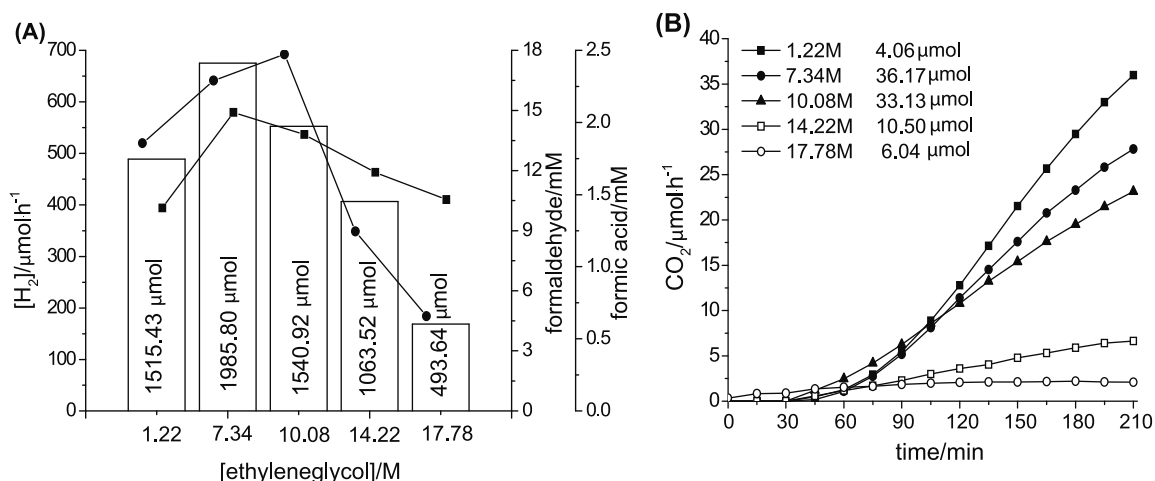 (A)
700
600
500
400
300
200
100
0
[H₂]/μmol·h⁻¹
1515.43 μmol
1985.80 μmol
1540.92 μmol
1063.52 μmol
493.64 μmol
1.22 7.34 10.08 14.22 17.78
[ethyleneglycol]/M
18
15
12
9
6
3
0
formaldehyde/mM
2.5
2.0
1.5
1.0
0.5
0.0
formic acid/mM
(B)
1.22M 4.06 μmol
7.34M 36.17 μmol
10.08M 33.13 μmol
14.22M 10.50 μmol
17.78M 6.04 μmol
40
35
30
25
20
15
10
5
0
CO₂/μmol·h⁻¹
0 30 60 90 120 150 180 210
time/min